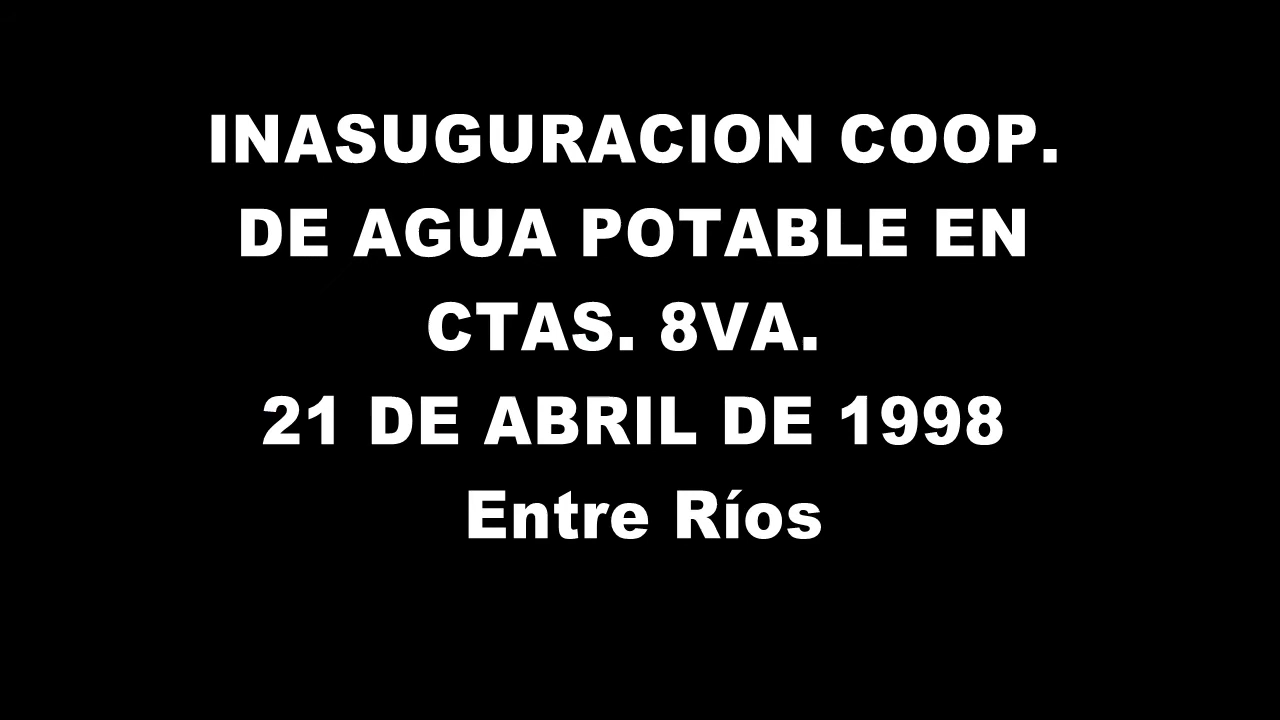 INASUGURACION COOP.
DE AGUA POTABLE EN
CTAS. 8VA.
21 DE ABRIL DE 1998
Entre Ríos